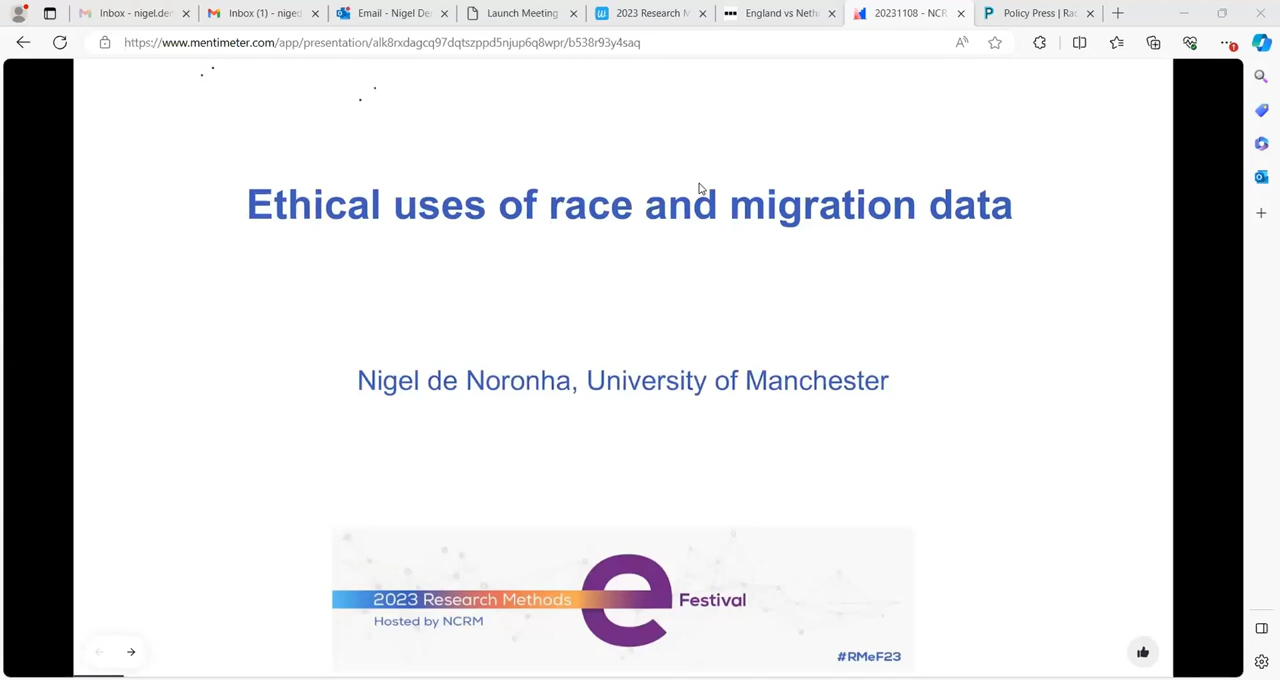 Inbox - nigel.der
Inbox (1) - niged
Email - Nigel De
Launch Meeting
2023 Research M
England vs Neth
20231108 - NCR
Policy Press | Ra
https://www.mentimeter.com/app/presentation/alk8rxdagcq97dqtszppd5njup6q8wpr/b538r93y4saq
Ethical uses of race and migration data
Nigel de Noronha, University of Manchester
2023 Research Methods e Festival
Hosted by NCRM
#RMeF23